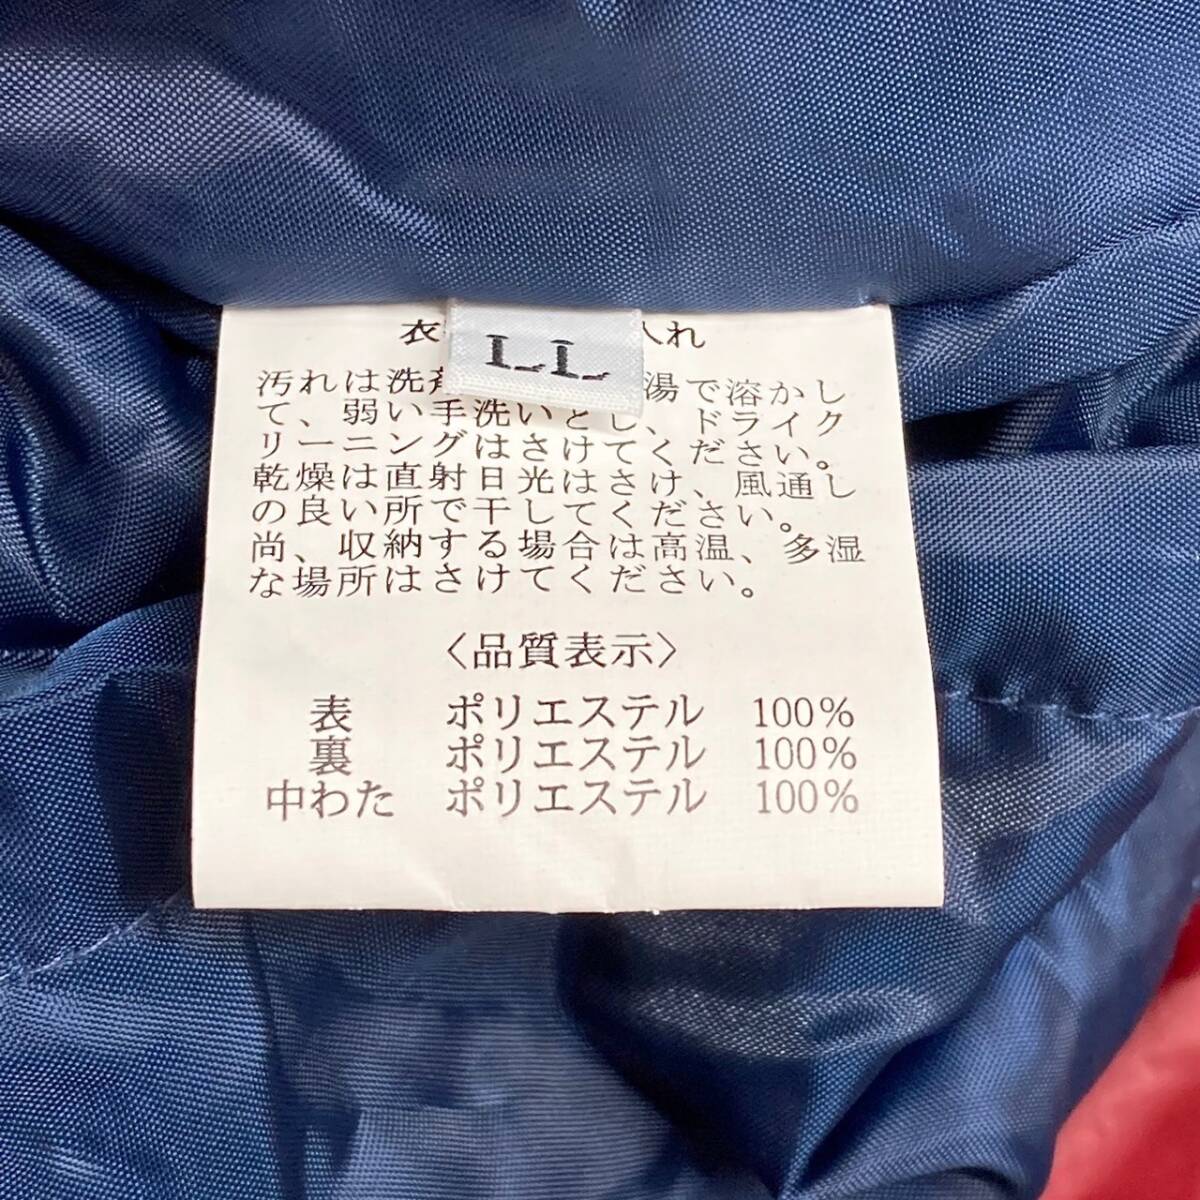 衣 入れ
LL
汚れは洗剤 湯で溶かし
て、弱い手洗いとし、ドライク
リーニングはさけてください。
乾燥は直射日光はさけ、風通し
の良い所で干してください。
尚、収納する場合は高温、多湿
な場所はさけてください。
〈品質表示〉
表 ポリエステル 100%
裏 ポリエステル 100%
中わた ポリエステル 100%